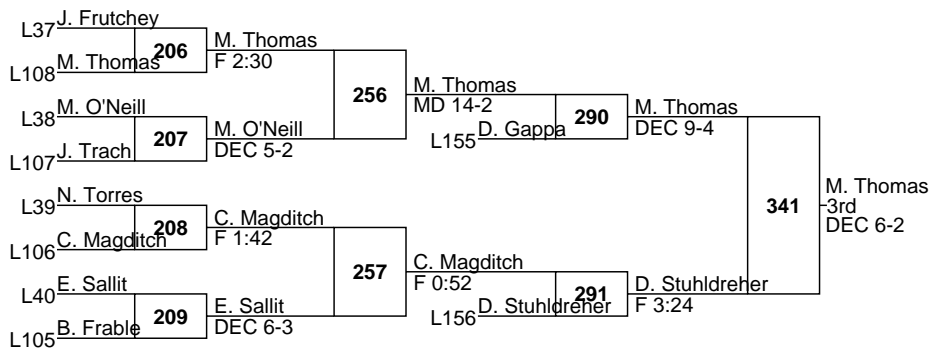 J. Frutchey
L37
206
M. Thomas
F 2:30
M. Thomas
L108
256
M. Thomas
MD 14-2
M. O'Neill
L38
207
M. O'Neill
DEC 5-2
J. Trach
L107
D. Gappa
L155
290
M. Thomas
DEC 9-4
N. Torres
L39
208
C. Magditch
F 1:42
C. Magditch
L106
257
C. Magditch
F 0:52
E. Sallit
L40
209
E. Sallit
DEC 6-3
B. Frable
L105
D. Stuhldreher
L156
291
D. Stuhldreher
F 3:24
341
M. Thomas
3rd
DEC 6-2